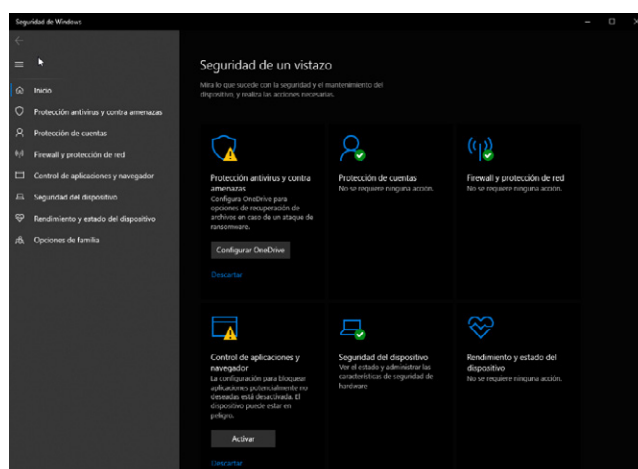 Seguridad de Windows
Inicio
Protección antivirus y contra amenazas
Protección de cuentas
Firewall y protección de red
Control de aplicaciones y navegador
Seguridad del dispositivo
Rendimiento y estado del dispositivo
Opciones de familia
Seguridad de un vistazo
Mira lo que sucede con la seguridad y el mantenimiento del
dispositivo, y realiza las acciones necesarias.
Protección antivirus y contra
amenazas
Configura OneDrive para
opciones de recuperación de
archivos en caso de un ataque de
ransomware.
Configurar OneDrive
Descartar
Protección de cuentas
No se requiere ninguna acción.
Firewall y protección de red
No se requiere ninguna acción.
Control de aplicaciones y
navegador
La configuración para bloquear
aplicaciones potencialmente no
deseadas está desactivada. El
dispositivo puede estar en
peligro.
Activar
Descartar
Seguridad del dispositivo
Ver el estado y administrar las
características de seguridad de
hardware
Rendimiento y estado del
dispositivo
No se requiere ninguna acción.